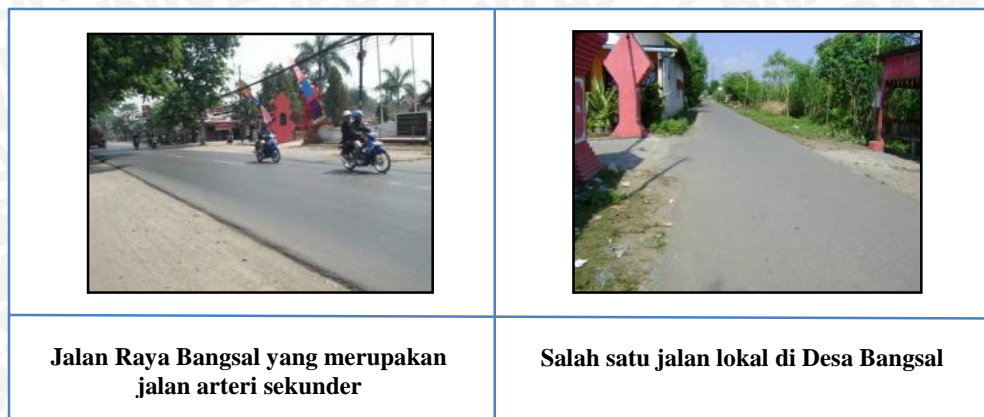 Jalan Raya Bangsal yang merupakan
jalan arteri sekunder
Salah satu jalan lokal di Desa Bangsal